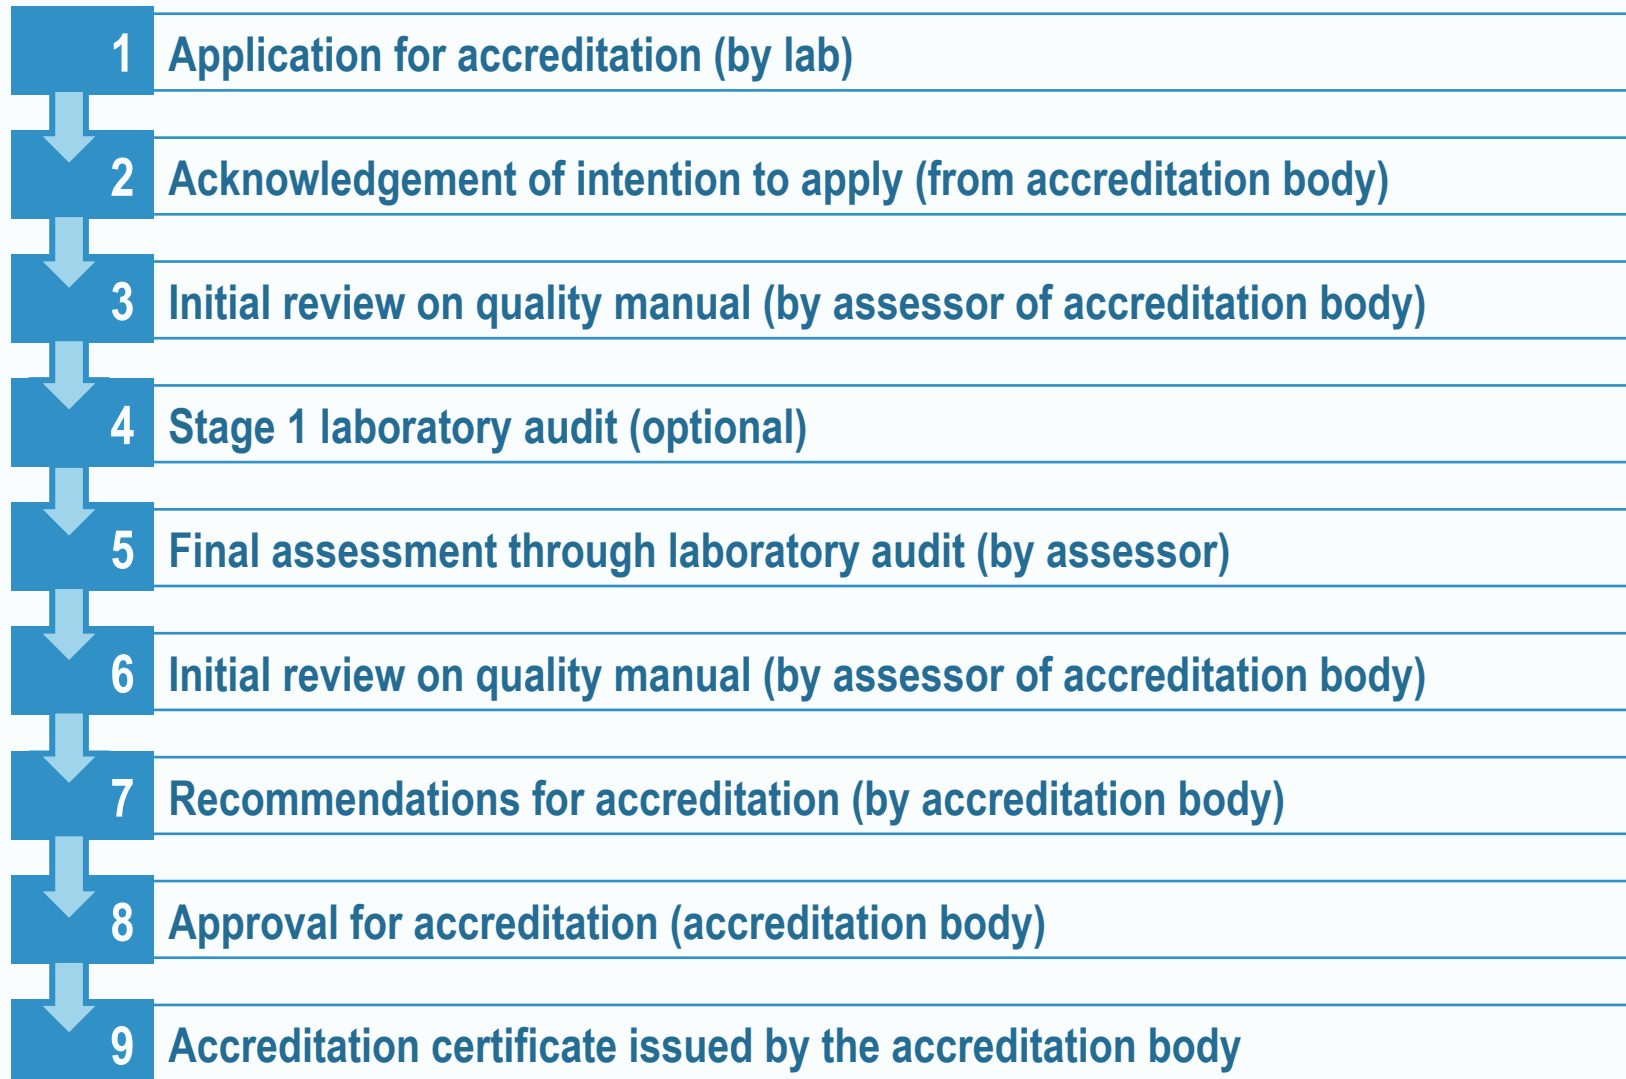 1 Application for accreditation (by lab)
2 Acknowledgement of intention to apply (from accreditation body)
3 Initial review on quality manual (by assessor of accreditation body)
4 Stage 1 laboratory audit (optional)
5 Final assessment through laboratory audit (by assessor)
6 Initial review on quality manual (by assessor of accreditation body)
7 Recommendations for accreditation (by accreditation body)
8 Approval for accreditation (accreditation body)
9 Accreditation certificate issued by the accreditation body